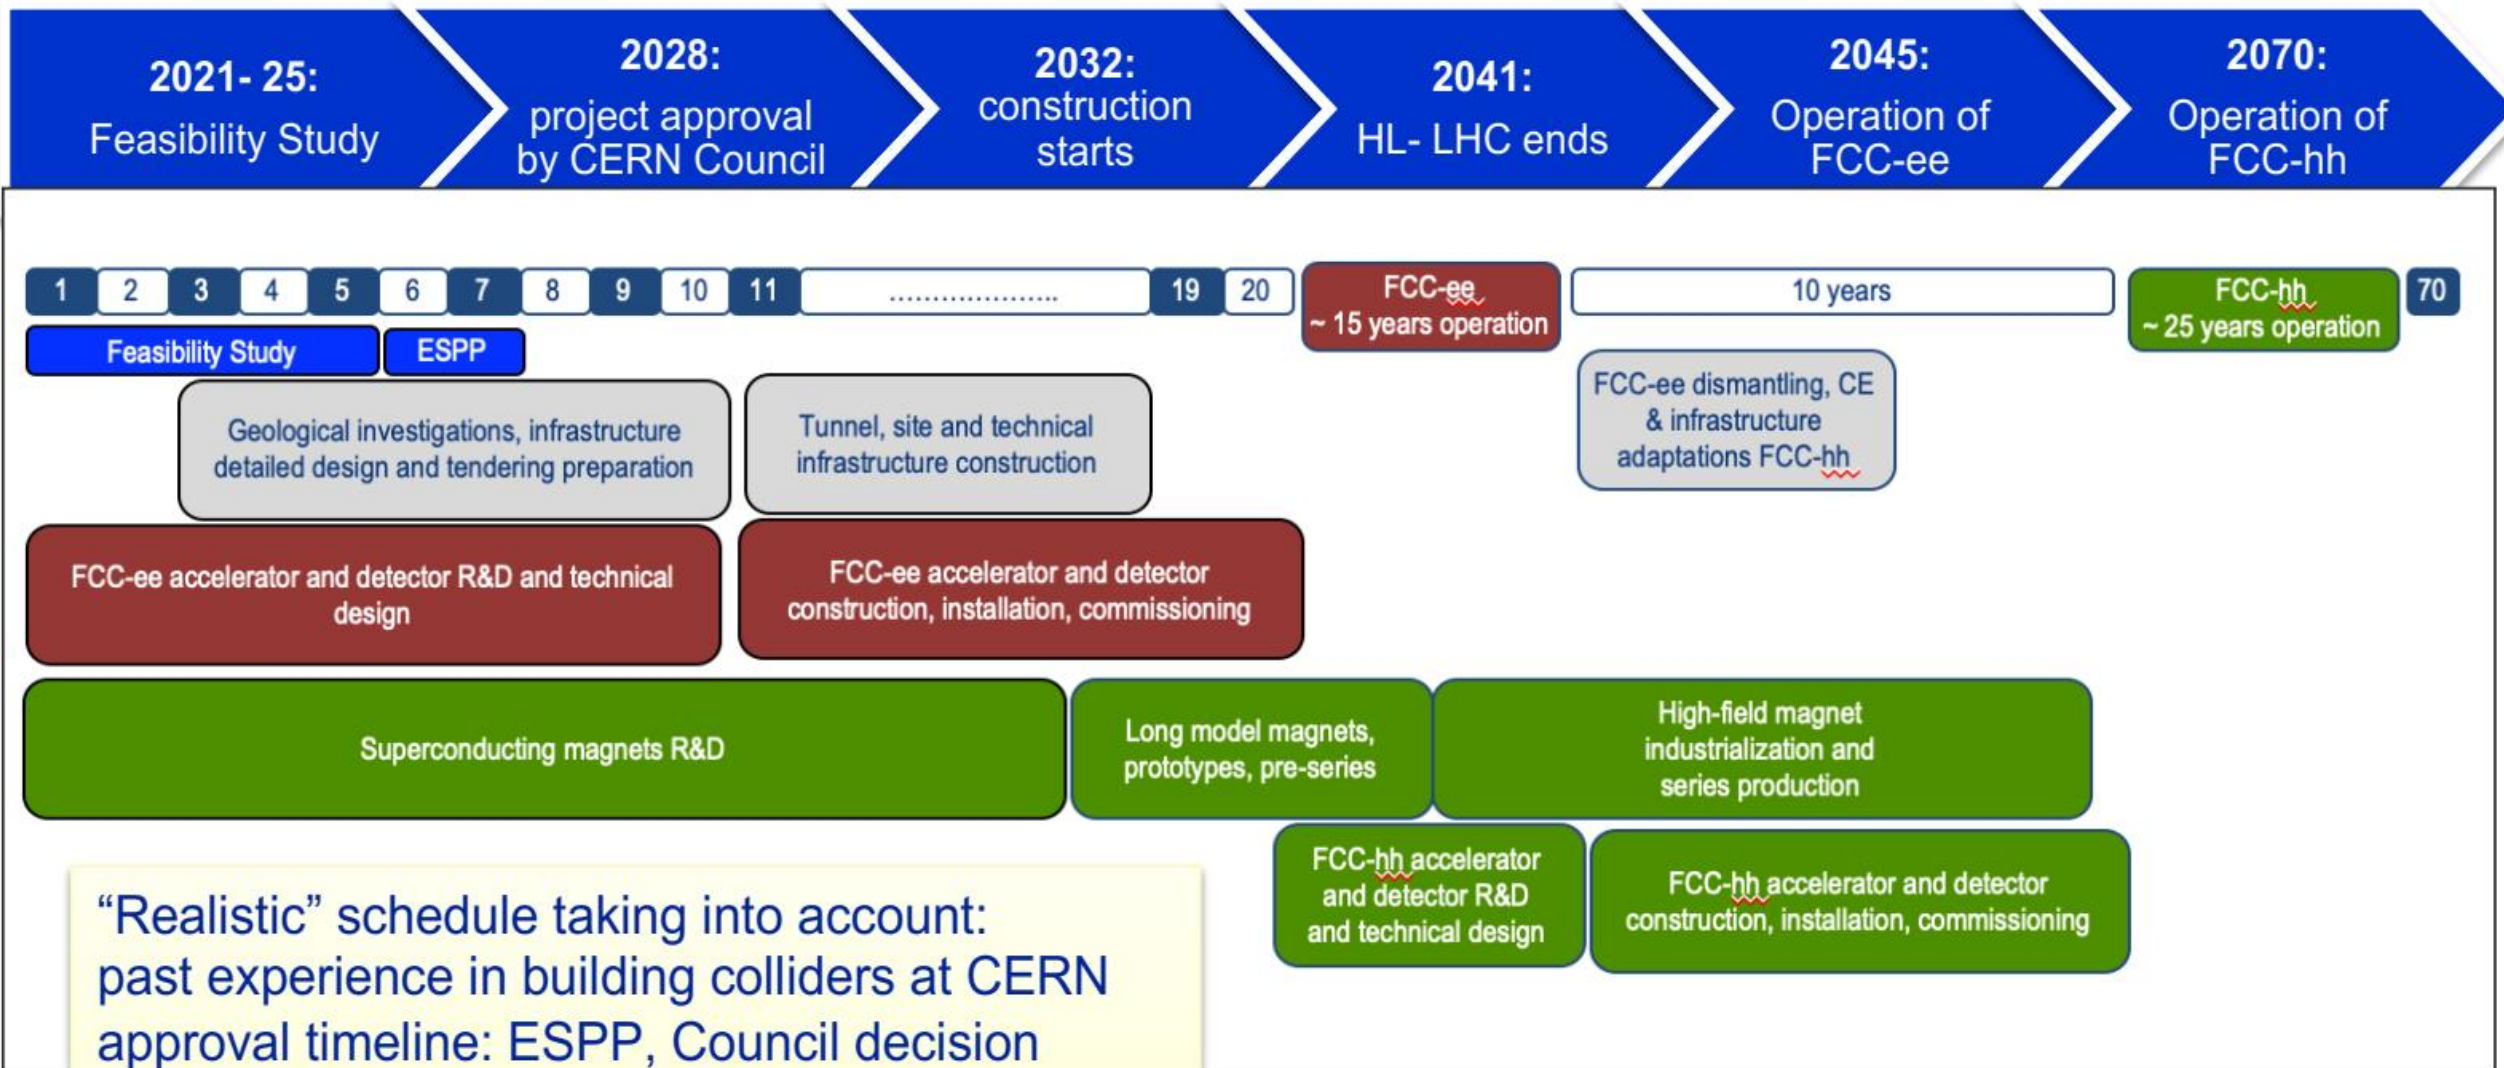 2021- 25:
Feasibility Study
2028:
project approval
by CERN Council
2032:
construction
starts
2041:
HL- LHC ends
2045:
Operation of
FCC-ee
2070:
Operation of
FCC-hh
1 2 3 4 5 6 7 8 9 10 11 ................... 19 20
FCC-ee
~ 15 years operation
10 years
FCC-hh
~ 25 years operation
70
Feasibility Study
ESPP
Geological investigations, infrastructure
detailed design and tendering preparation
Tunnel, site and technical
infrastructure construction
FCC-ee dismantling, CE
& infrastructure
adaptations FCC-hh
FCC-ee accelerator and detector R&D and technical
design
FCC-ee accelerator and detector
construction, installation, commissioning
Superconducting magnets R&D
Long model magnets,
prototypes, pre-series
High-field magnet
industrialization and
series production
FCC-hh accelerator
and detector R&D
and technical design
FCC-hh accelerator and detector
construction, installation, commissioning
“Realistic” schedule taking into account:
past experience in building colliders at CERN
approval timeline: ESPP, Council decision